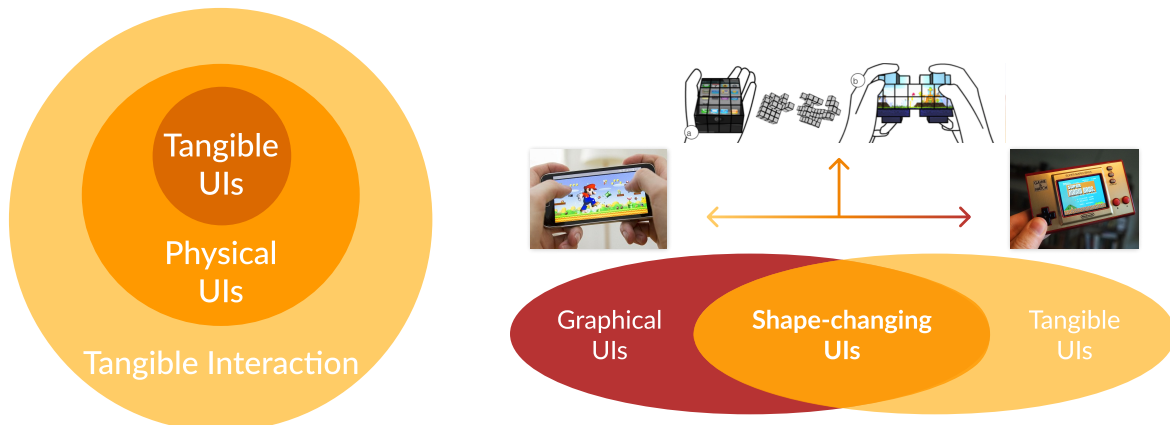 Tangible
UIs
Physical
UIs
Tangible Interaction
a
b
Graphical
UIs
Shape-changing
UIs
Tangible
UIs